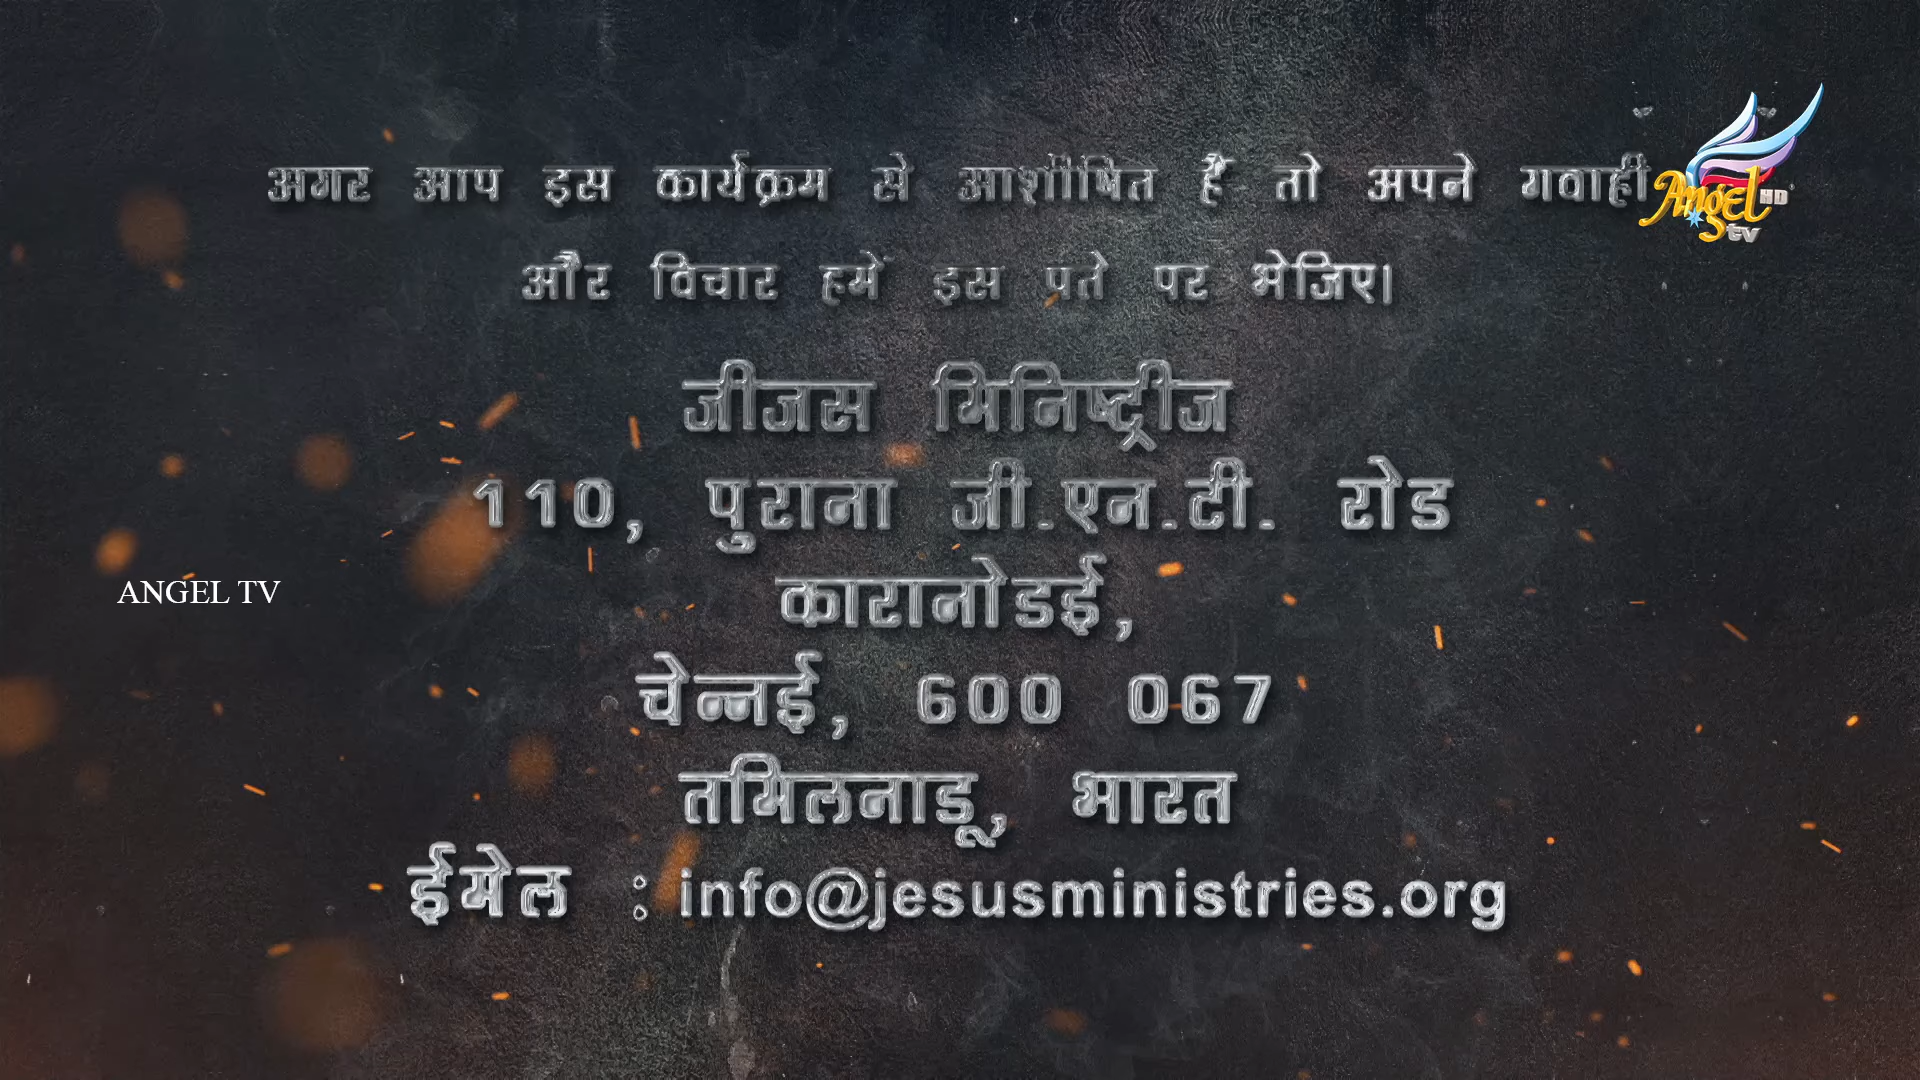 अगर आप इस कार्यक्रम से आशीषित हैं तो अपने गवाही
Angel HD
tv
और विचार हमें इस पते पर भेजिए।
जीजस मिनिष्ट्रीज
110, पुराना जी.एन.टी. रोड
कारानोडई,
ANGEL TV
चेन्नई, 600 067
तमिलनाडू, भारत
ईमेल : info@jesusministries.org